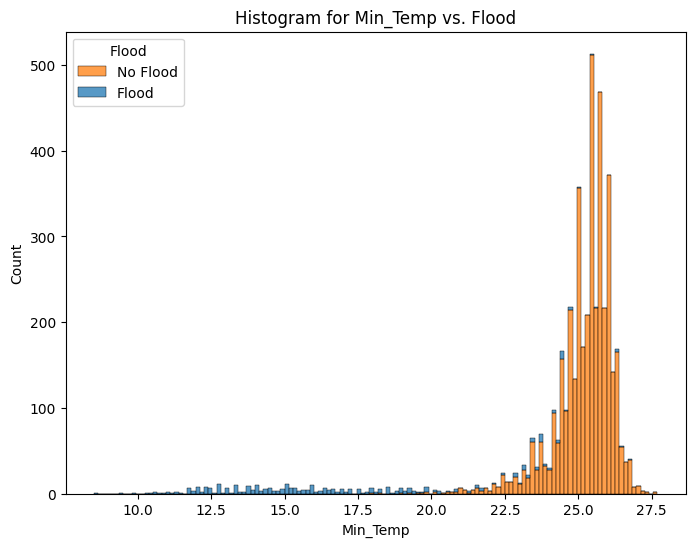 Histogram for Min_Temp vs. Flood
Flood
No Flood
Flood
500
400
300
200
100
0
Count
10.0 12.5 15.0 17.5 20.0 22.5 25.0 27.5
Min_Temp